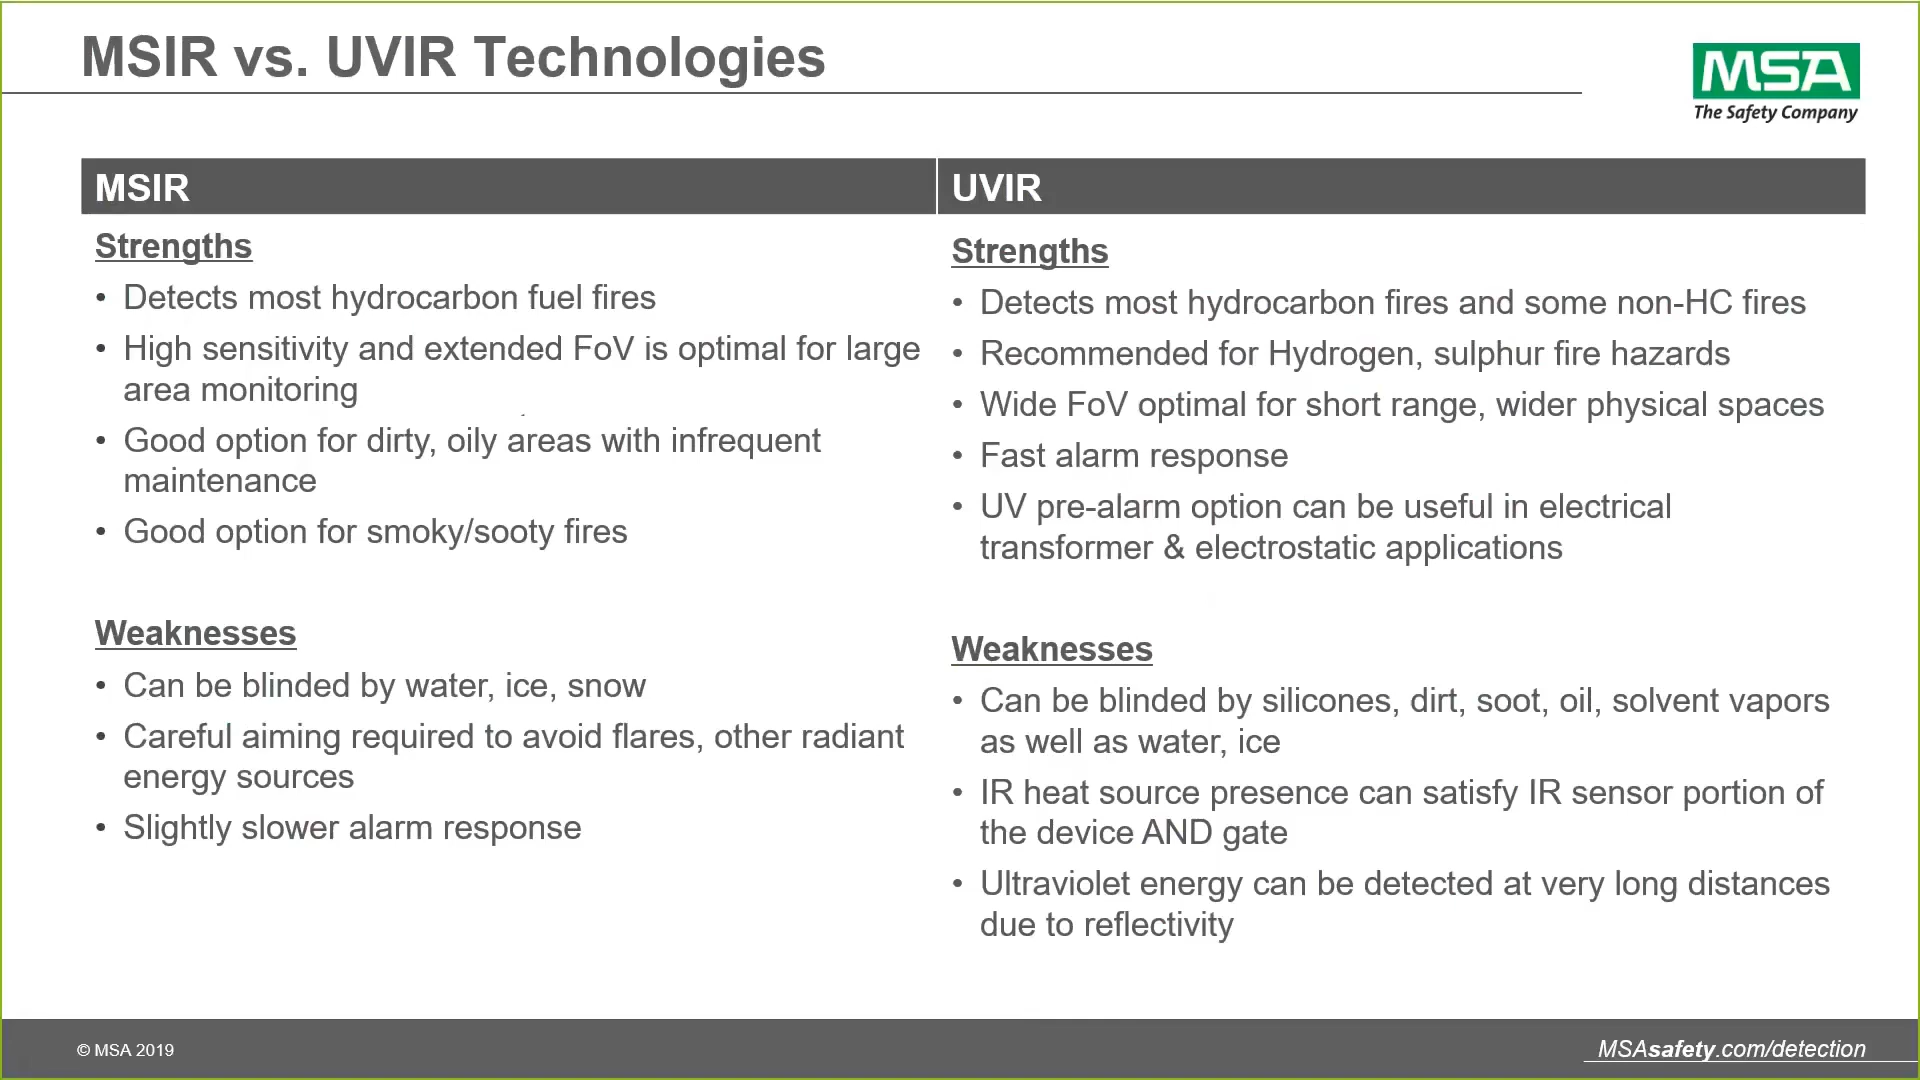 MSIR vs. UVIR Technologies
MSA
The Safety Company
MSIR
Strengths
• Detects most hydrocarbon fuel fires
• High sensitivity and extended FoV is optimal for large
area monitoring
• Good option for dirty, oily areas with infrequent
maintenance
• Good option for smoky/sooty fires
Weaknesses
• Can be blinded by water, ice, snow
• Careful aiming required to avoid flares, other radiant
energy sources
• Slightly slower alarm response
UVIR
Strengths
• Detects most hydrocarbon fires and some non-HC fires
• Recommended for Hydrogen, sulphur fire hazards
• Wide FoV optimal for short range, wider physical spaces
• Fast alarm response
• UV pre-alarm option can be useful in electrical
transformer & electrostatic applications
Weaknesses
• Can be blinded by silicones, dirt, soot, oil, solvent vapors
as well as water, ice
• IR heat source presence can satisfy IR sensor portion of
the device AND gate
• Ultraviolet energy can be detected at very long distances
due to reflectivity
© MSA 2019
MSAsafety.com/detection